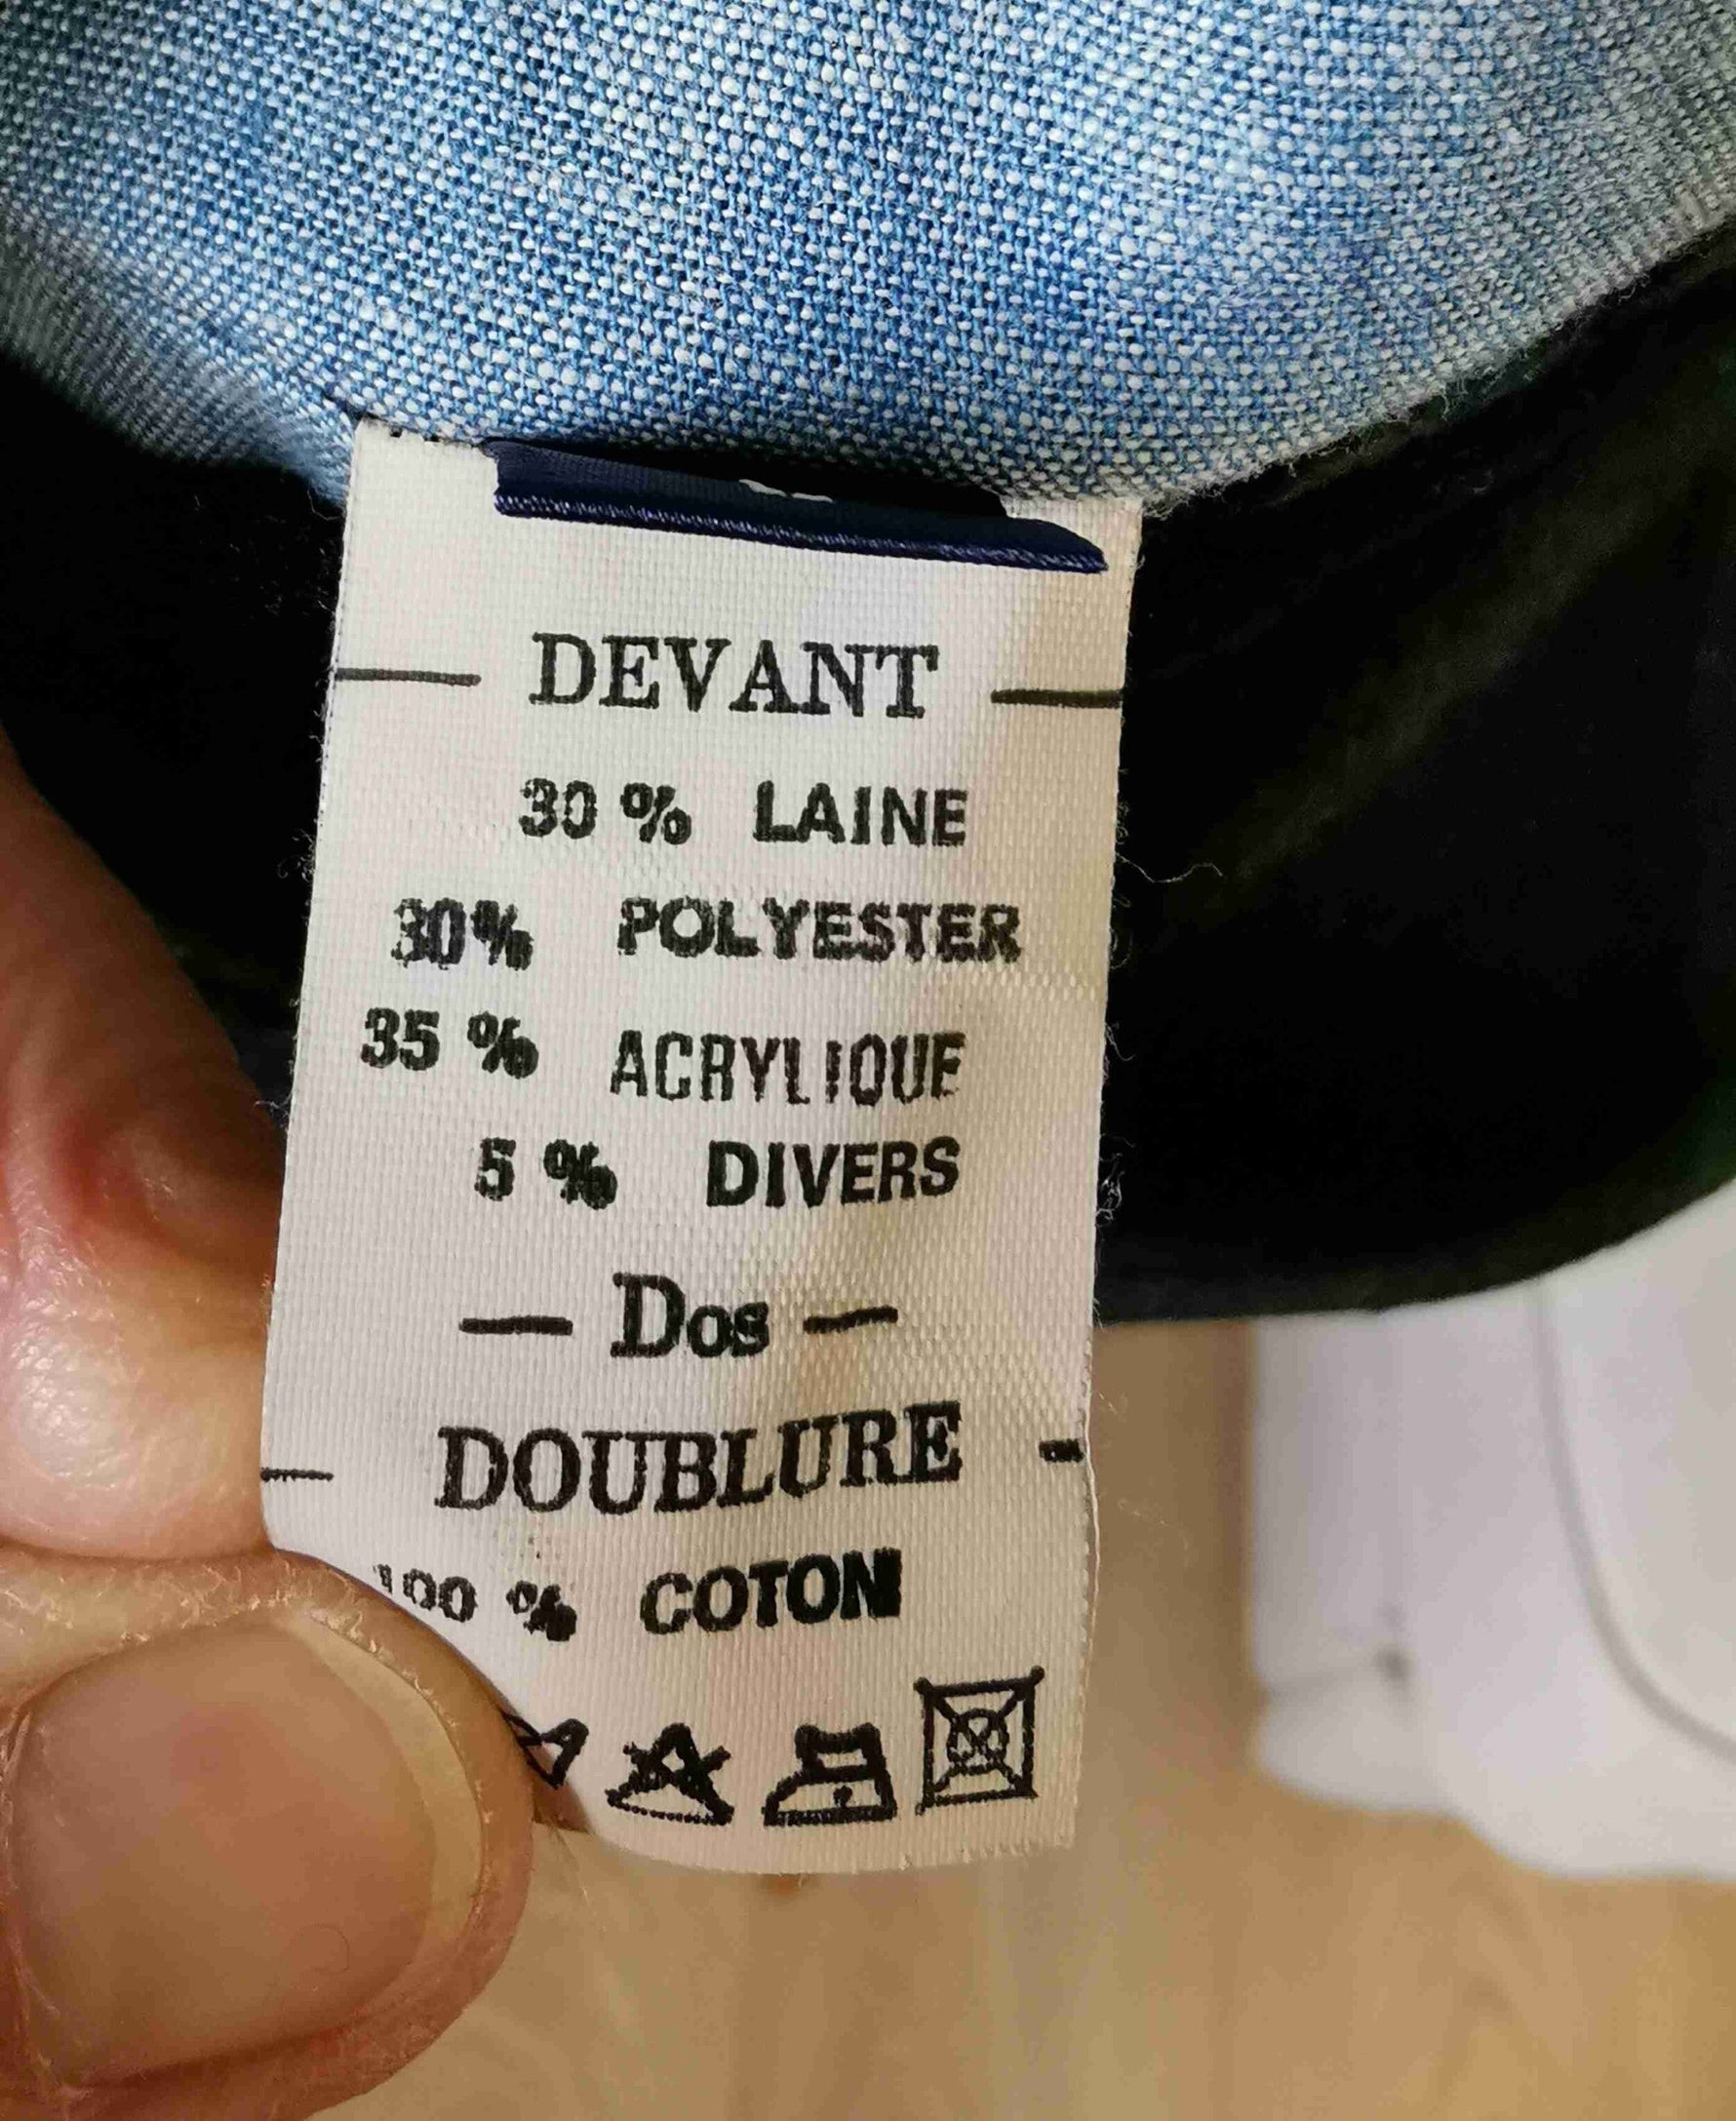 — DEVANT —
30 % LAINE
30% POLYESTER
35 % ACRYLIQUE
5 % DIVERS
— Dos —
— DOUBLURE -
100 % COTON